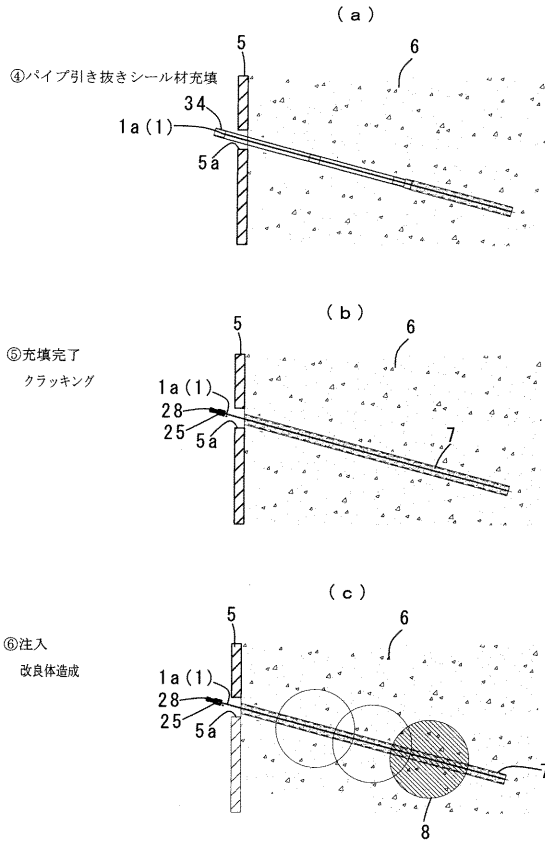 (a)
5
6
④パイプ引き抜きシール材充填
34
1a(1)
5a
(b)
5
6
⑤充填完了
クラッキング
1a(1)
28
25
5a
7
(c)
5
6
⑥注入
改良体造成
1a(1)
28
25
5a
7
8